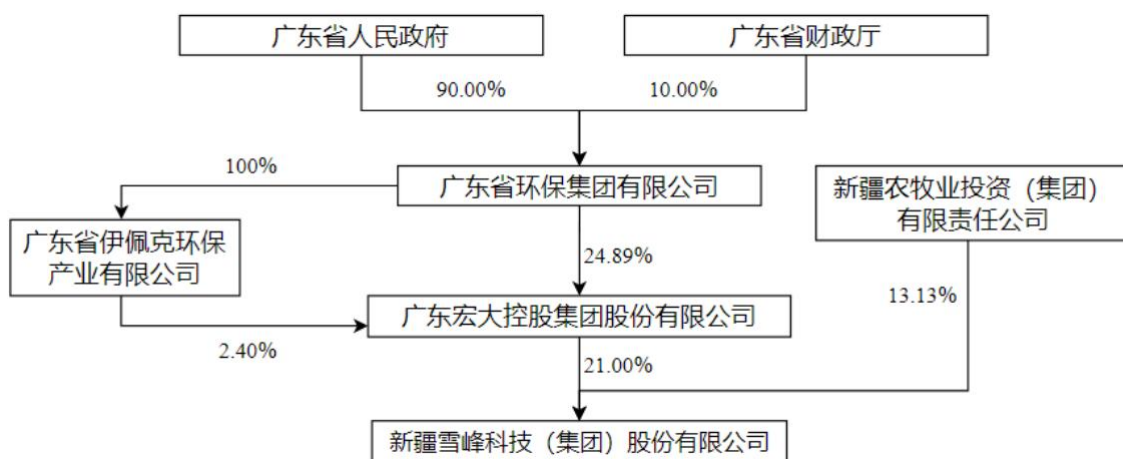 广东省人民政府
广东省财政厅
90.00%
10.00%
100%
广东省环保集团有限公司
新疆农牧业投资（集团）
有限责任公司
广东省伊佩克环保
产业有限公司
24.89%
13.13%
广东宏大控股集团股份有限公司
2.40%
21.00%
新疆雪峰科技（集团）股份有限公司